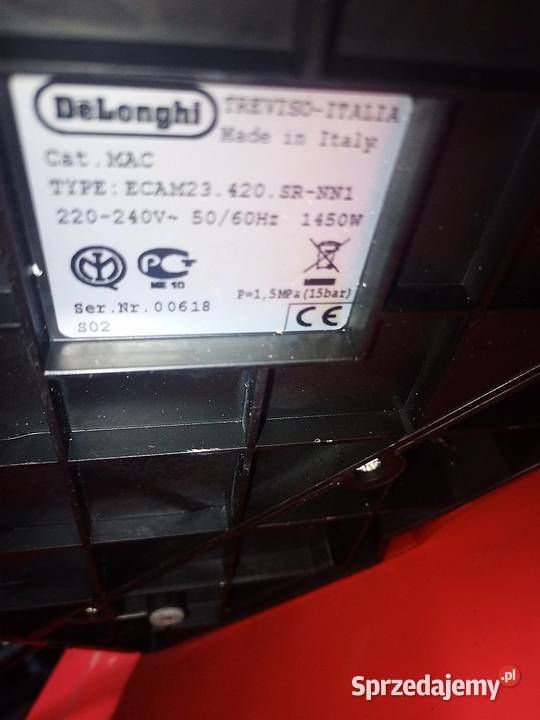 DeLonghi TREVISO-ITALIA
Made in Italy
Cat.MAC
TYPE:ECAM23.420.SR-NN1
220-240V~ 50/60Hz 1450W
ME 10
P=1,5MPa(15bar)
Ser.Nr.00618
S02
CE
Sprzedajemy.pl